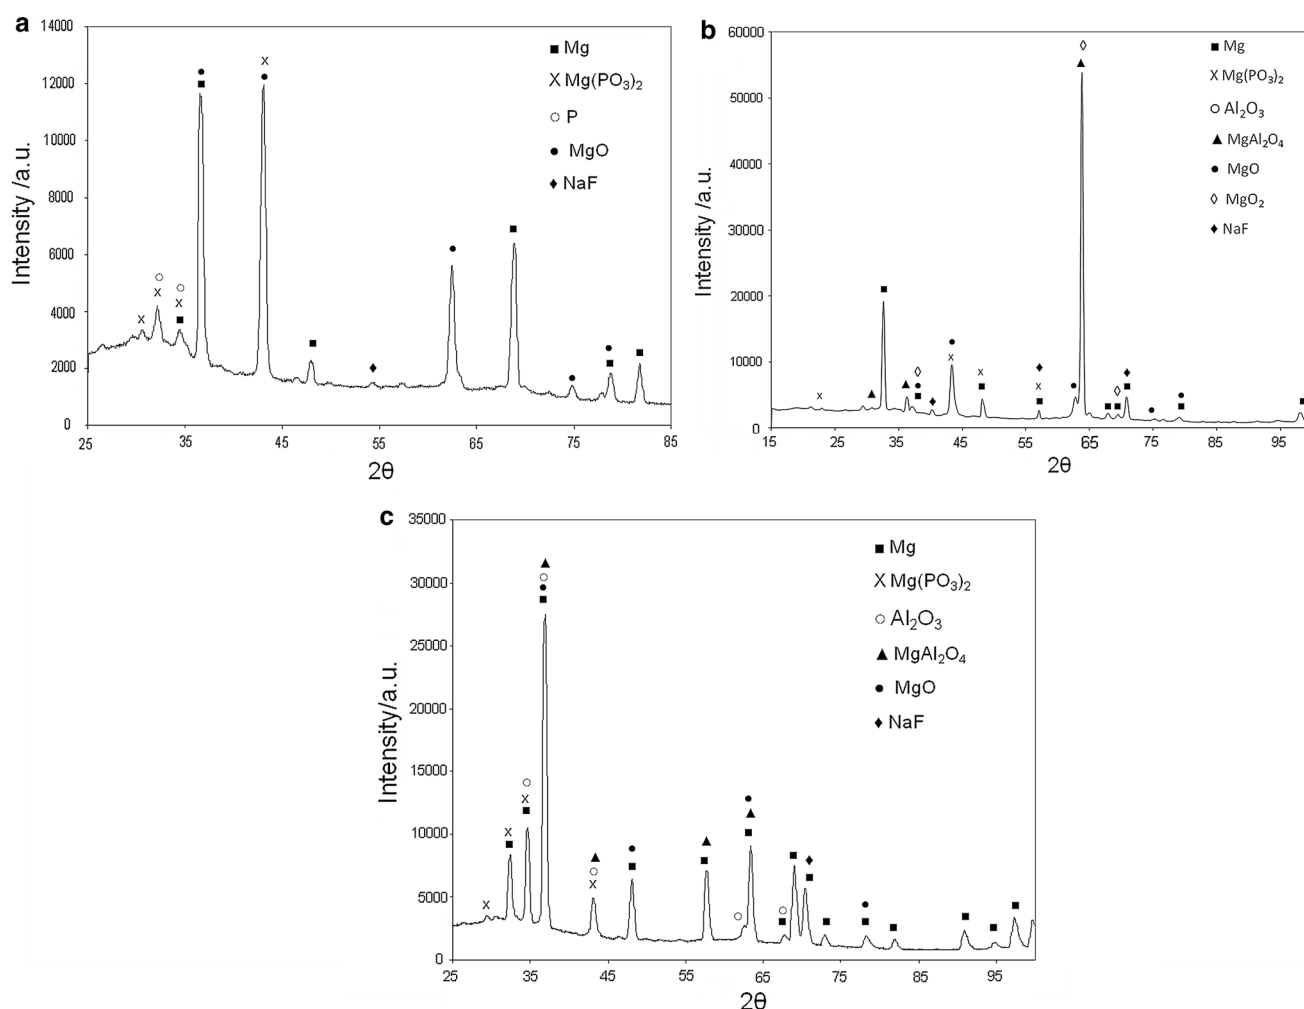 a
14000
12000
10000
8000
6000
4000
2000
0
Intensity /a.u.
25 35 45 55 65 75 85
2θ
■ Mg
X Mg(PO₃)₂
○ P
● MgO
♦ NaF
b
60000
50000
40000
30000
20000
10000
0
Intensity /a.u.
15 25 35 45 55 65 75 85 95
2θ
■ Mg
X Mg(PO₃)₂
○ Al₂O₃
▲ MgAl₂O₄
● MgO
◊ MgO₂
♦ NaF
c
35000
30000
25000
20000
15000
10000
5000
0
Intensity/a.u.
25 35 45 55 65 75 85 95
2θ
■ Mg
X Mg(PO₃)₂
○ Al₂O₃
▲ MgAl₂O₄
● MgO
♦ NaF